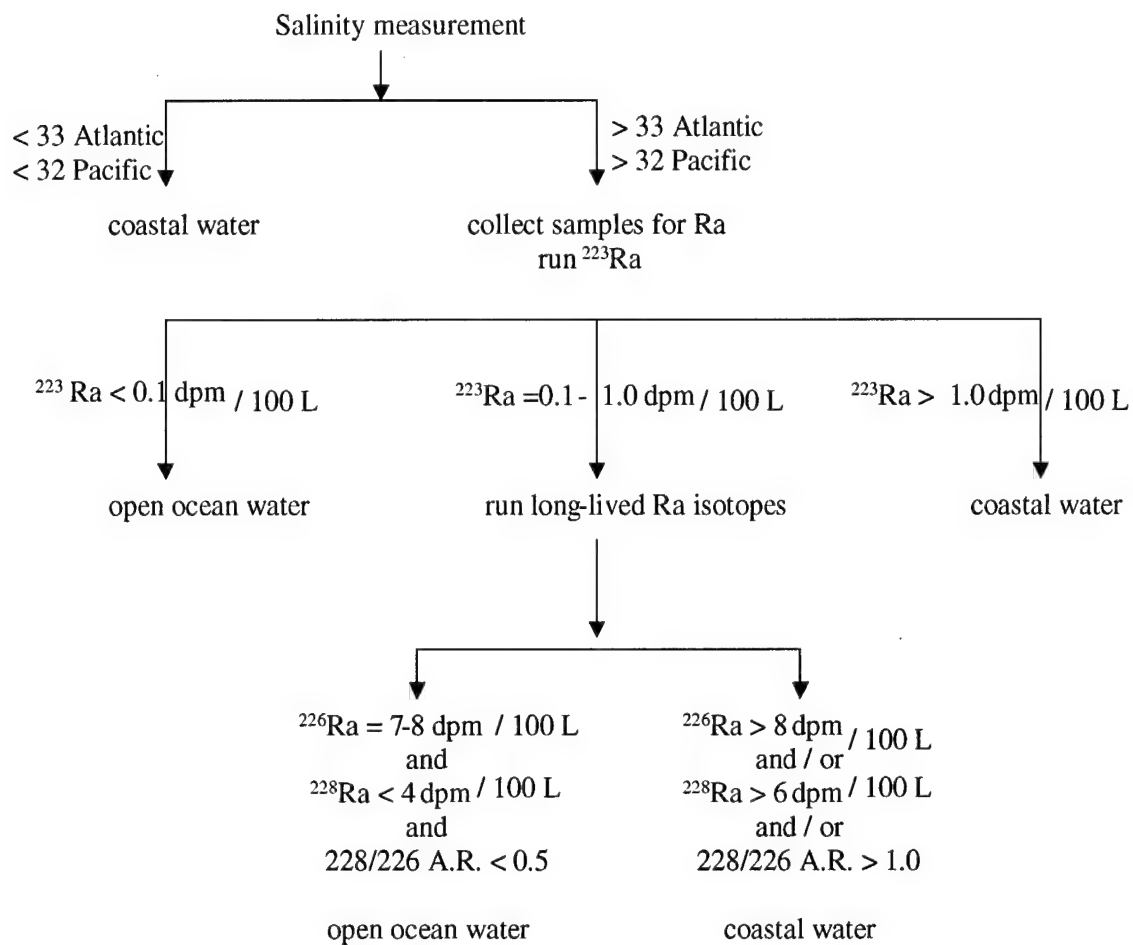 Salinity measurement
< 33 Atlantic
< 32 Pacific
> 33 Atlantic
> 32 Pacific
coastal water
collect samples for Ra
run ²²³Ra
²²³ Ra < 0.1 dpm / 100 L
²²³Ra =0.1 - 1.0 dpm / 100 L
²²³Ra > 1.0 dpm / 100 L
open ocean water
run long-lived Ra isotopes
coastal water
²²⁶Ra = 7-8 dpm / 100 L
and
²²⁸Ra < 4 dpm / 100 L
and
228/226 A.R. < 0.5
open ocean water
²²⁶Ra > 8 dpm / 100 L
and / or
²²⁸Ra > 6 dpm / 100 L
and / or
228/226 A.R. > 1.0
coastal water